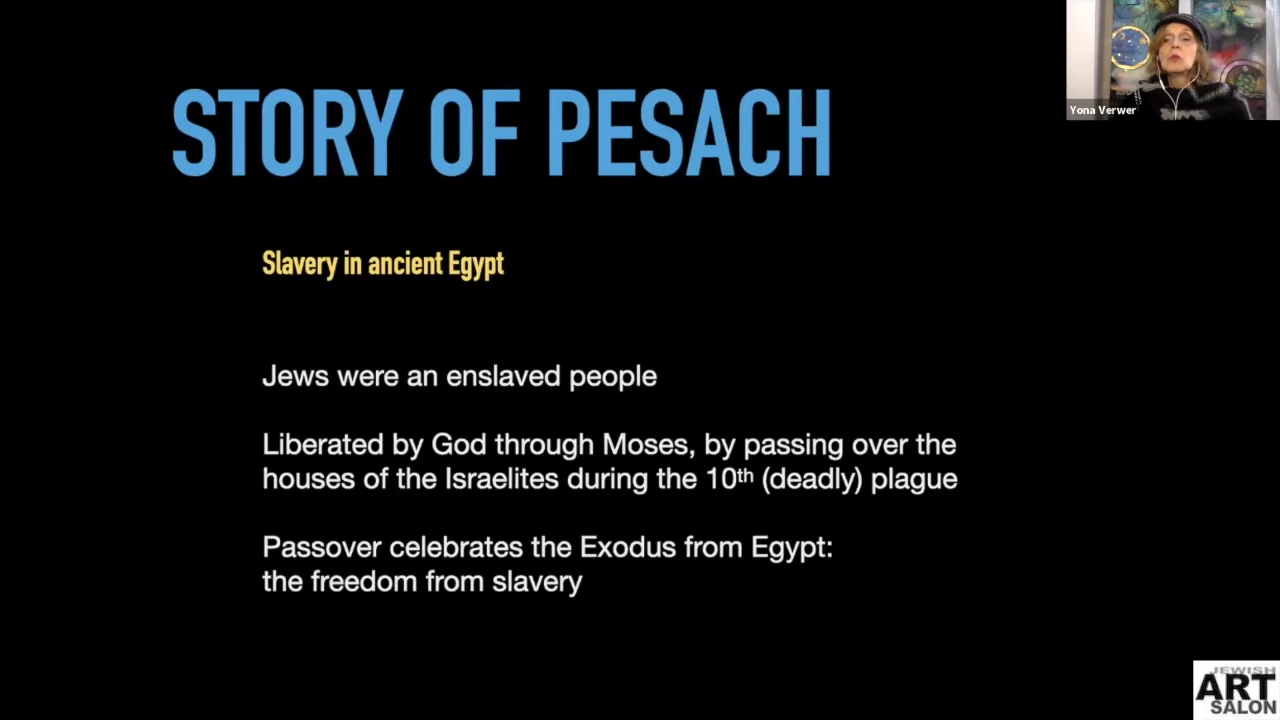 STORY OF PESACH
Yona Verwer
Slavery in ancient Egypt
Jews were an enslaved people
Liberated by God through Moses, by passing over the
houses of the Israelites during the 10th (deadly) plague
Passover celebrates the Exodus from Egypt:
the freedom from slavery
JEWISH
ART
SALON